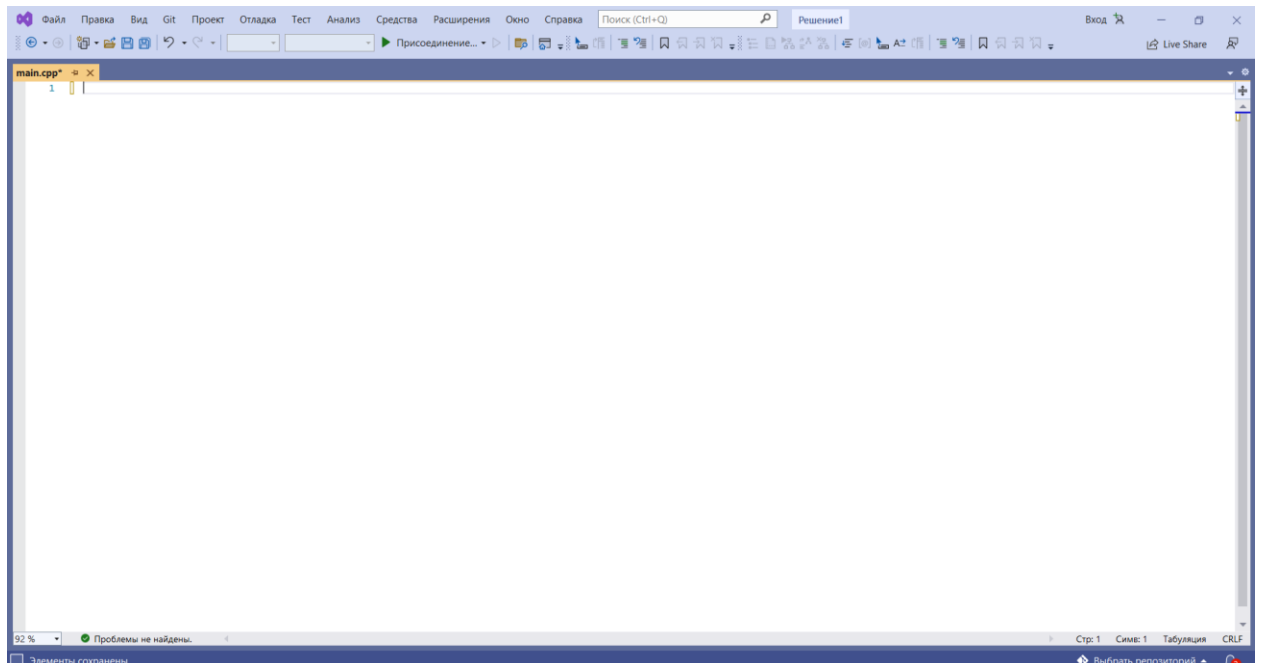 Файл Правка Вид Git Проект Отладка Тест Анализ Средства Расширения Окно Справка Поиск (Ctrl+Q) Решение1 Вход
Присоединение... Live Share
main.cpp*
1
92 % Проблемы не найдены. Стр: 1 Симв: 1 Табуляция CRLF
Элементы сохранены Выбрать репозиторий